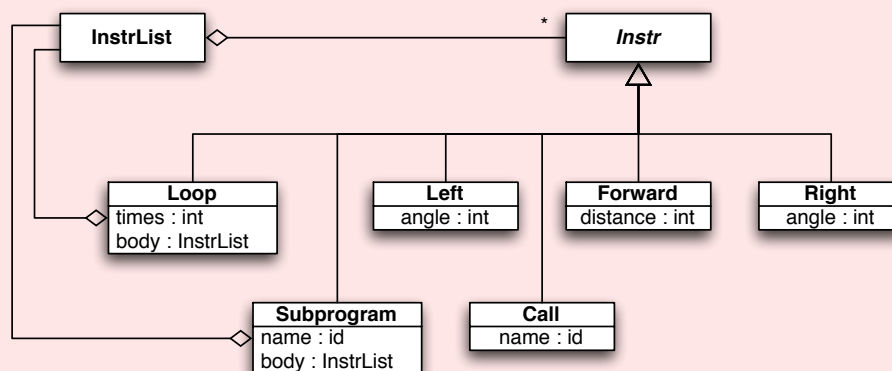 InstrList
*
Instr
Loop
times : int
body : InstrList
Left
angle : int
Forward
distance : int
Right
angle : int
Subprogram
name : id
body : InstrList
Call
name : id